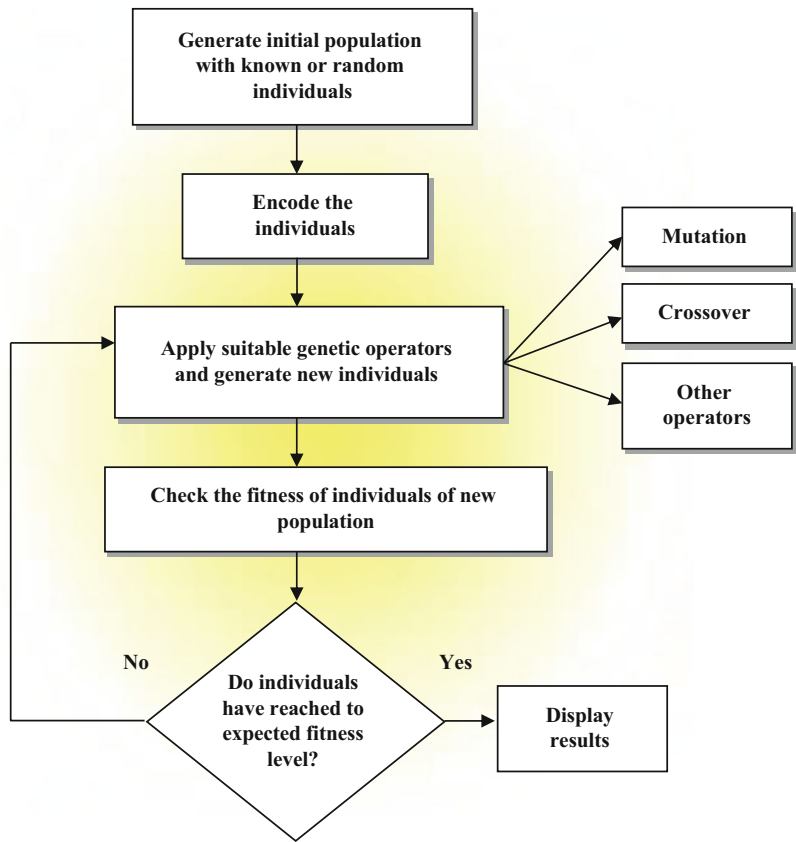 Generate initial population
with known or random
individuals
Encode the
individuals
Mutation
Crossover
Apply suitable genetic operators
and generate new individuals
Other
operators
Check the fitness of individuals of new
population
No
Yes
Do individuals
have reached to
expected fitness
level?
Display
results